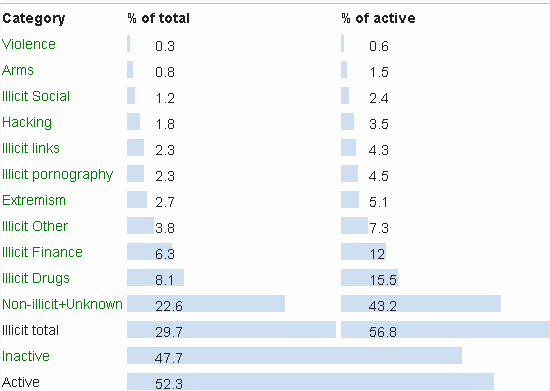 Category % of total % of active
Violence 0.3 0.6
Arms 0.8 1.5
Illicit Social 1.2 2.4
Hacking 1.8 3.5
Illicit links 2.3 4.3
Illicit pornography 2.3 4.5
Extremism 2.7 5.1
Illicit Other 3.8 7.3
Illicit Finance 6.3 12
Illicit Drugs 8.1 15.5
Non-illicit+Unknown 22.6 43.2
Illicit total 29.7 56.8
Inactive 47.7
Active 52.3